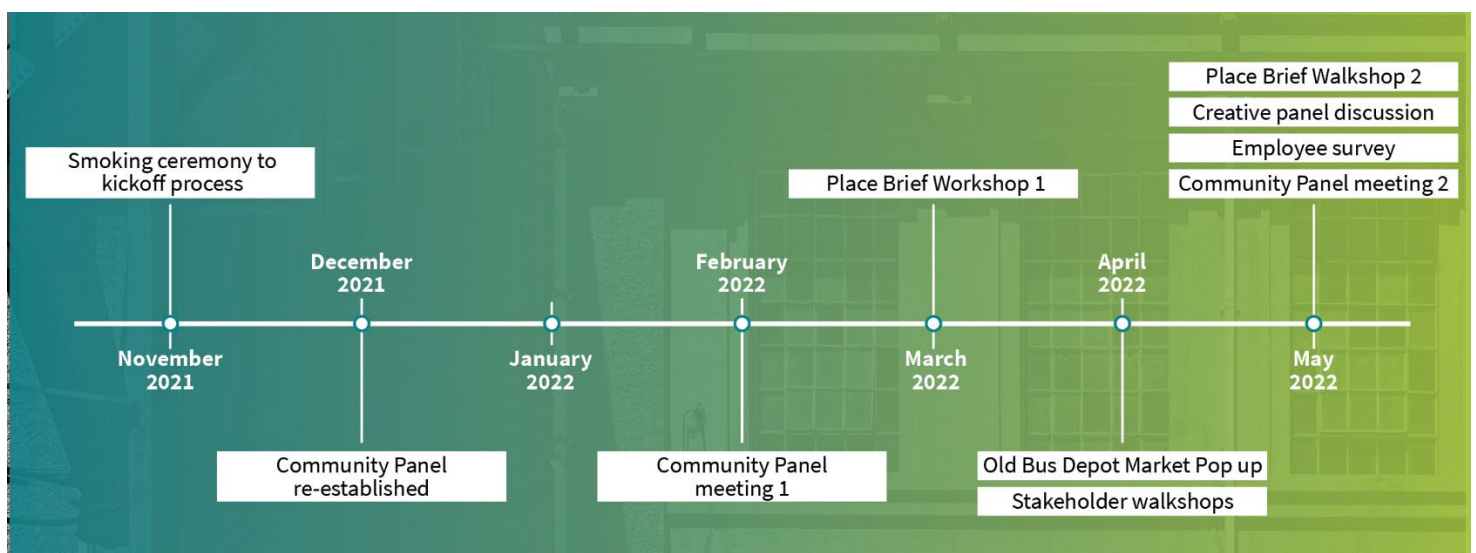 Smoking ceremony to
kickoff process
November
2021
December
2021
Community Panel
re-established
January
2022
February
2022
Community Panel
meeting 1
Place Brief Workshop 1
March
2022
April
2022
Old Bus Depot Market Pop up
Stakeholder walkshops
Place Brief Walkshop 2
Creative panel discussion
Employee survey
Community Panel meeting 2
May
2022